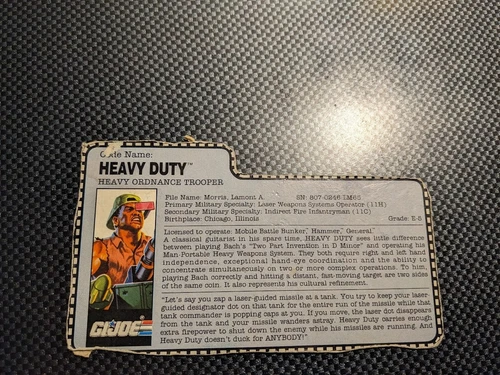 Code Name:
HEAVY DUTY™
HEAVY ORDNANCE TROOPER
File Name: Morris, Lamont A. SN: 807-0246-LM65
Primary Military Specialty: Laser Weapons Systems Operator (11H)
Secondary Military Specialty: Indirect Fire Infantryman (11C)
Birthplace: Chicago, Illinois Grade: E-5
Licensed to operate: Mobile Battle Bunker, Hammer, General
A classical guitarist in his spare time, HEAVY DUTY sees little difference
between playing Bach's "Two Part Invention in D Minor" and operating his
Man-Portable Heavy Weapons System. They both require right and left hand
independence, exceptional hand-eye coordination and the ability to
concentrate simultaneously on two or more complex operations. To him,
playing Bach correctly and hitting a distant, fast-moving target are two sides
of the same coin. It also represents his cultural refinement.
"Let's say you zap a laser-guided missile at a tank. You try to keep your laser
guided designator dot on that tank for the entire run of the missile while that
tank commander is popping caps at you. If you move, the laser dot disappears
from the tank and your missile wanders astray. Heavy Duty carries enough
extra firepower to shut down the enemy while his missiles are running. And
Heavy Duty doesn't duck for ANYBODY!"
G.I. JOE